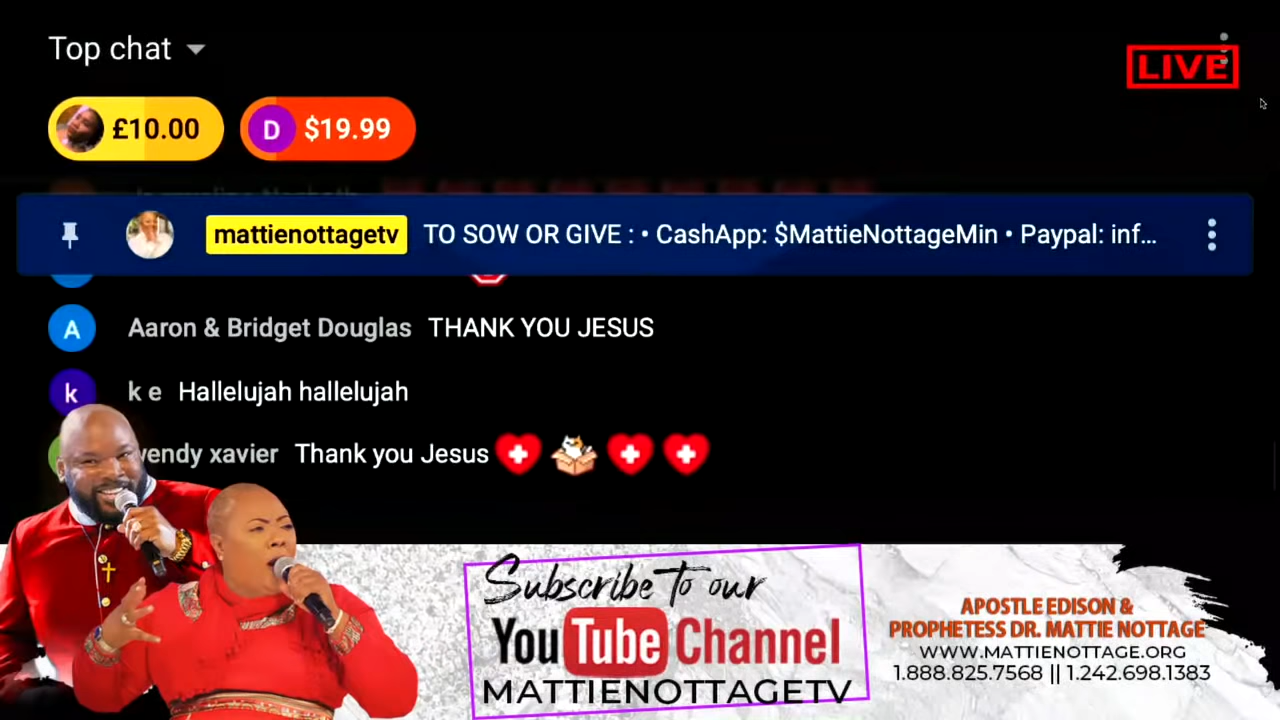 Top chat
LIVE
£10.00
D $19.99
mattienottagetv TO SOW OR GIVE : • CashApp: $MattieNottageMin • Paypal: inf...
A Aaron & Bridget Douglas THANK YOU JESUS
k k e Hallelujah hallelujah
wendy xavier Thank you Jesus
Subscribe to our
YouTube Channel
MATTIENOTTAGETV
APOSTLE EDISON &
PROPHETESS DR. MATTIE NOTTAGE
WWW.MATTIENOTTAGE.ORG
1.888.825.7568 || 1.242.698.1383